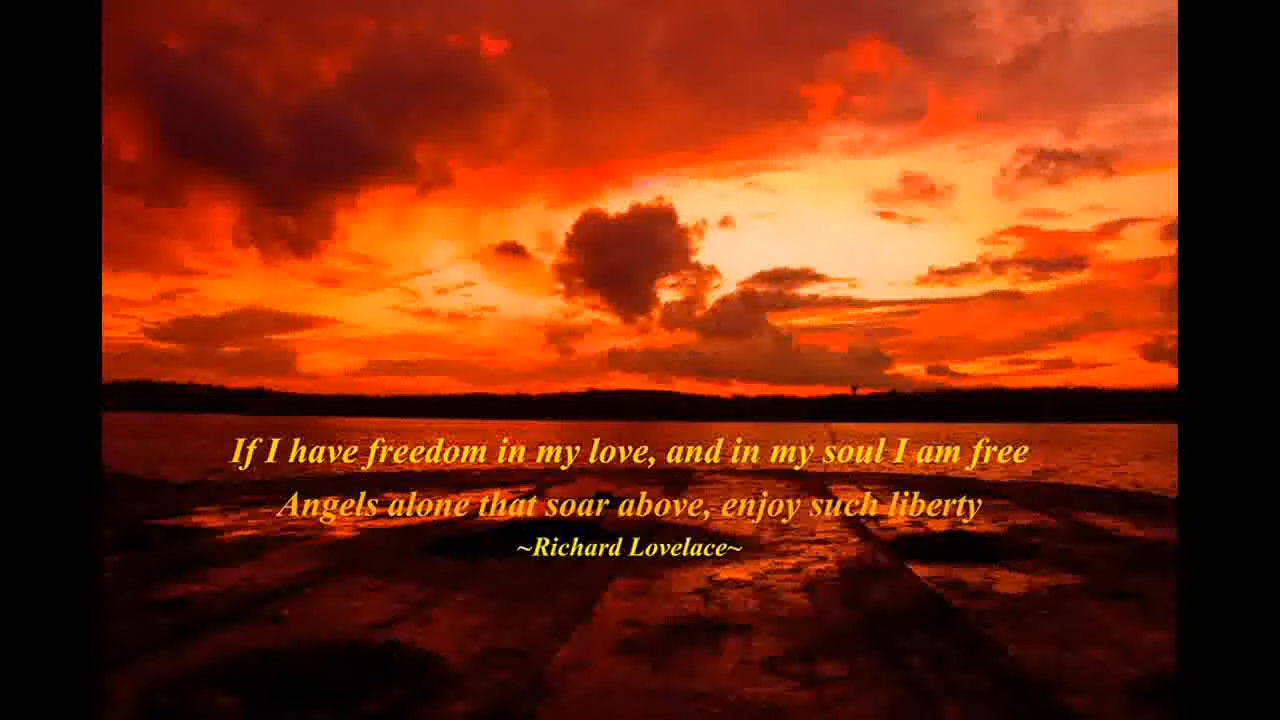 If I have freedom in my love, and in my soul I am free
Angels alone that soar above, enjoy such liberty
~Richard Lovelace~